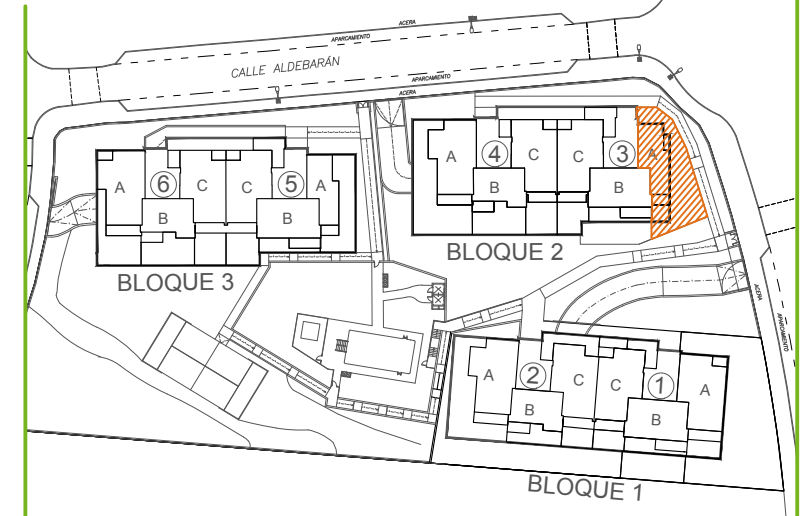 ACERA
APARCAMIENTO
CALLE ALDEBARÁN
APARCAMIENTO
ACERA
A
4
C
C
3
A
B
B
BLOQUE 2
A
6
C
C
5
A
B
B
BLOQUE 3
ACERA
APARCAMIENTO
A
2
C
C
1
A
B
B
BLOQUE 1